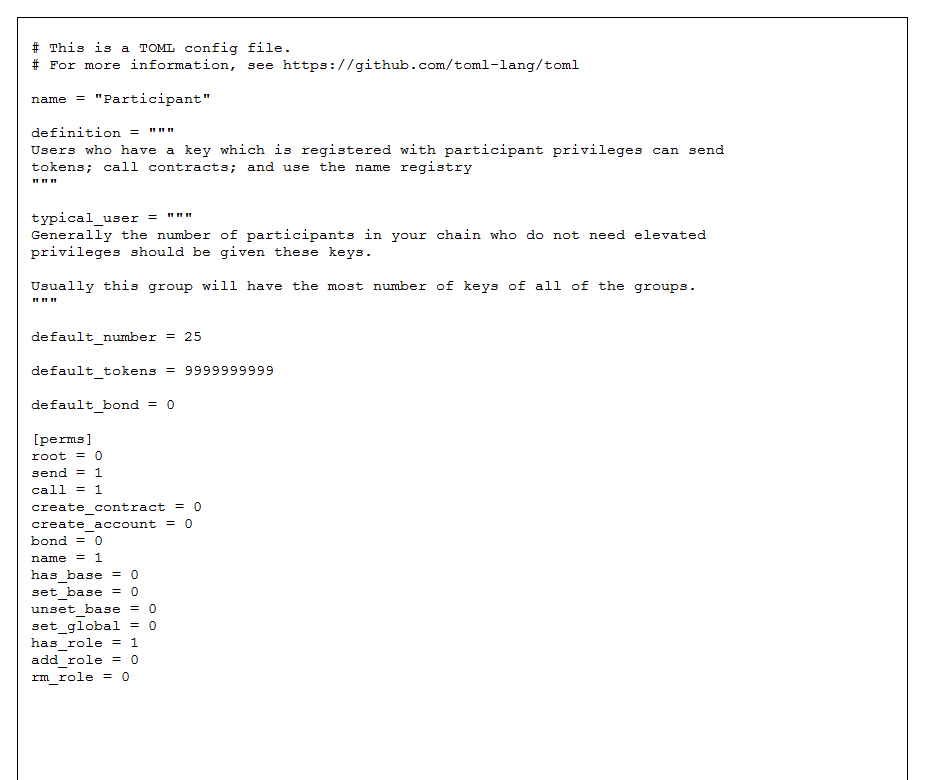 # This is a TOML config file.
# For more information, see https://github.com/toml-lang/toml
name = "Participant"
definition = """
Users who have a key which is registered with participant privileges can send
tokens; call contracts; and use the name registry
"""
typical_user = """
Generally the number of participants in your chain who do not need elevated
privileges should be given these keys.
Usually this group will have the most number of keys of all of the groups.
"""
default_number = 25
default_tokens = 9999999999
default_bond = 0
[perms]
root = 0
send = 1
call = 1
create_contract = 0
create_account = 0
bond = 0
name = 1
has_base = 0
set_base = 0
unset_base = 0
set_global = 0
has_role = 1
add_role = 0
rm_role = 0